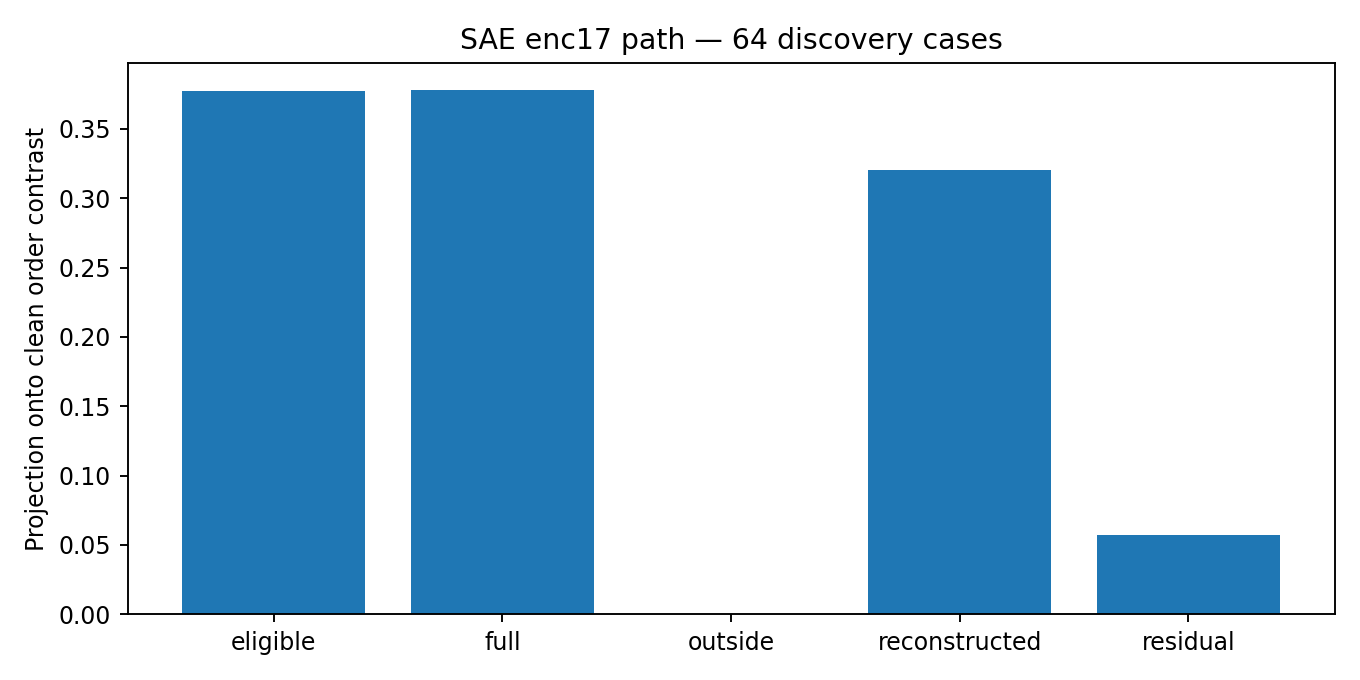 SAE enc17 path — 64 discovery cases
Projection onto clean order contrast
0.35
0.30
0.25
0.20
0.15
0.10
0.05
0.00
eligible full outside reconstructed residual